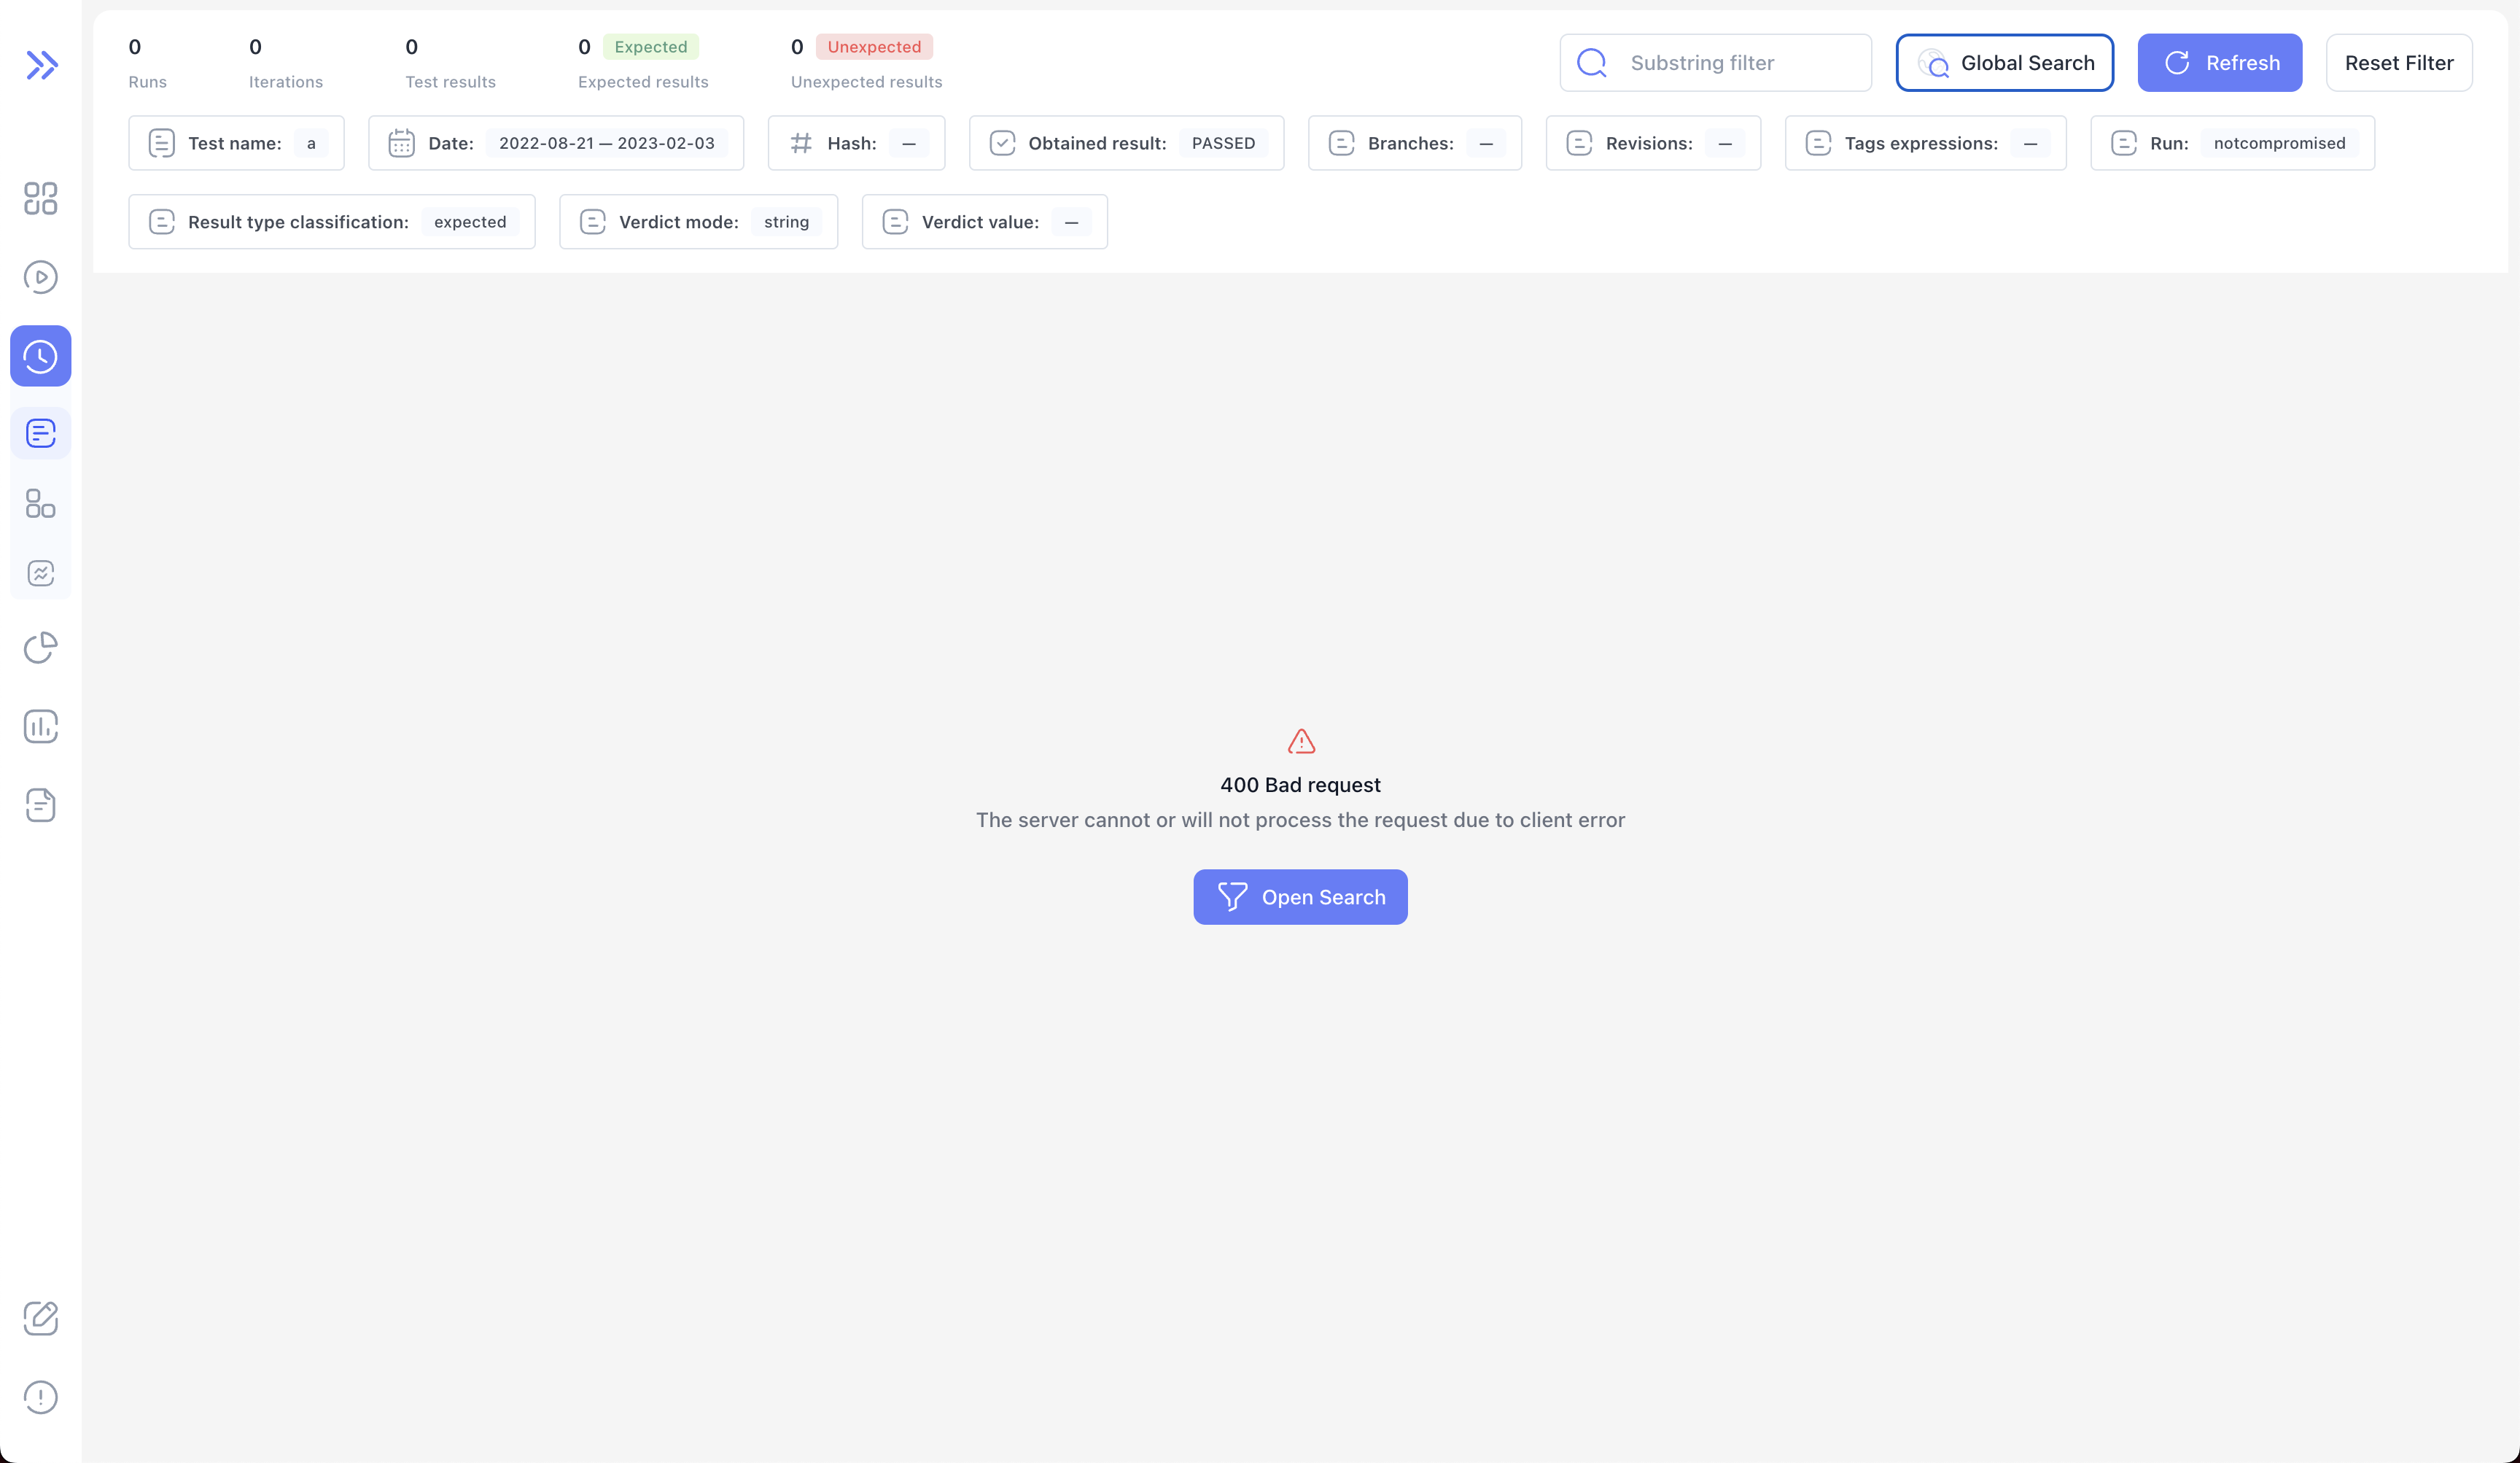 0 0 0 0 Expected 0 Unexpected
Runs Iterations Test results Expected results Unexpected results
Substring filter Global Search Refresh Reset Filter
Test name: a Date: 2022-08-21 — 2023-02-03 Hash: — Obtained result: PASSED Branches: — Revisions: — Tags expressions: — Run: notcompromised
Result type classification: expected Verdict mode: string Verdict value: —
400 Bad request
The server cannot or will not process the request due to client error
Open Search